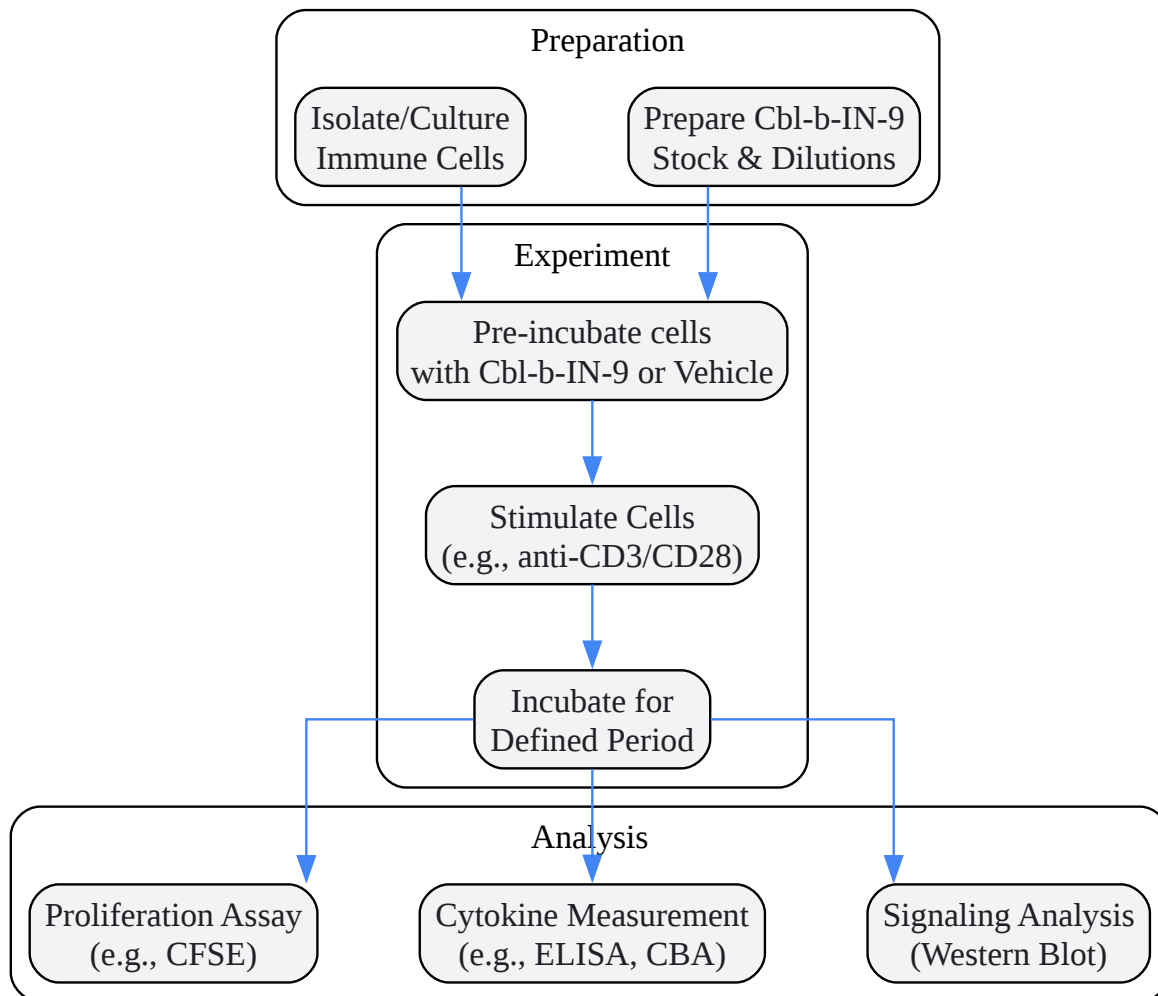 Preparation
Isolate/Culture
Immune Cells
Prepare Cbl-b-IN-9
Stock & Dilutions
Experiment
Pre-incubate cells
with Cbl-b-IN-9 or Vehicle
Stimulate Cells
(e.g., anti-CD3/CD28)
Incubate for
Defined Period
Analysis
Proliferation Assay
(e.g., CFSE)
Cytokine Measurement
(e.g., ELISA, CBA)
Signaling Analysis
(Western Blot)